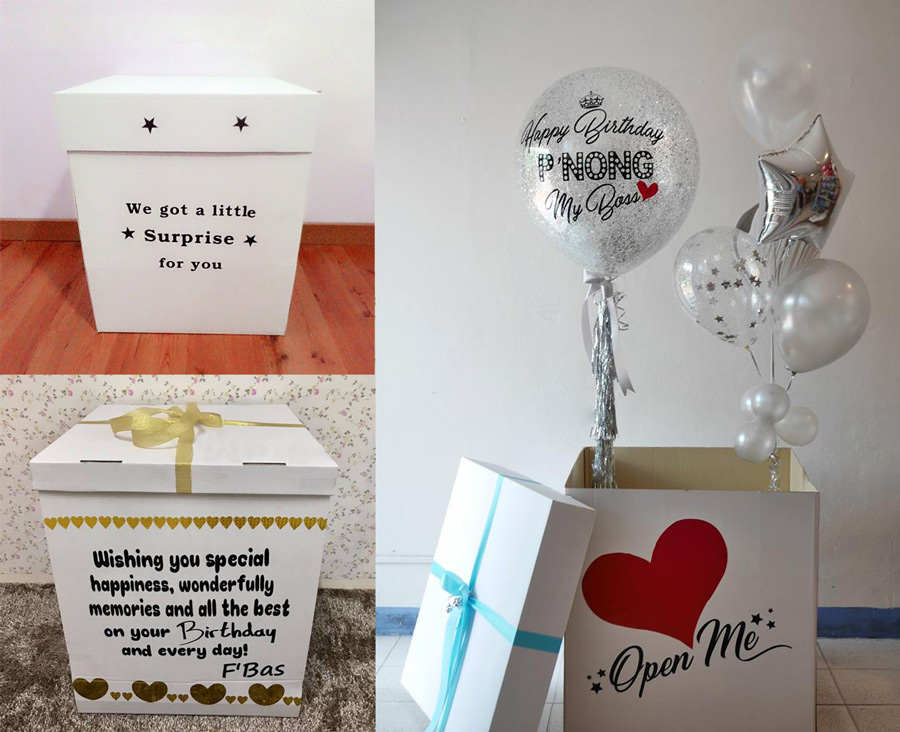 We got a little
Surprise
for you
Wishing you special
happiness, wonderfully
memories and all the best
on your Birthday
and every day!
F'Bas
Happy Birthday
P'NONG
My Boss
Open Me